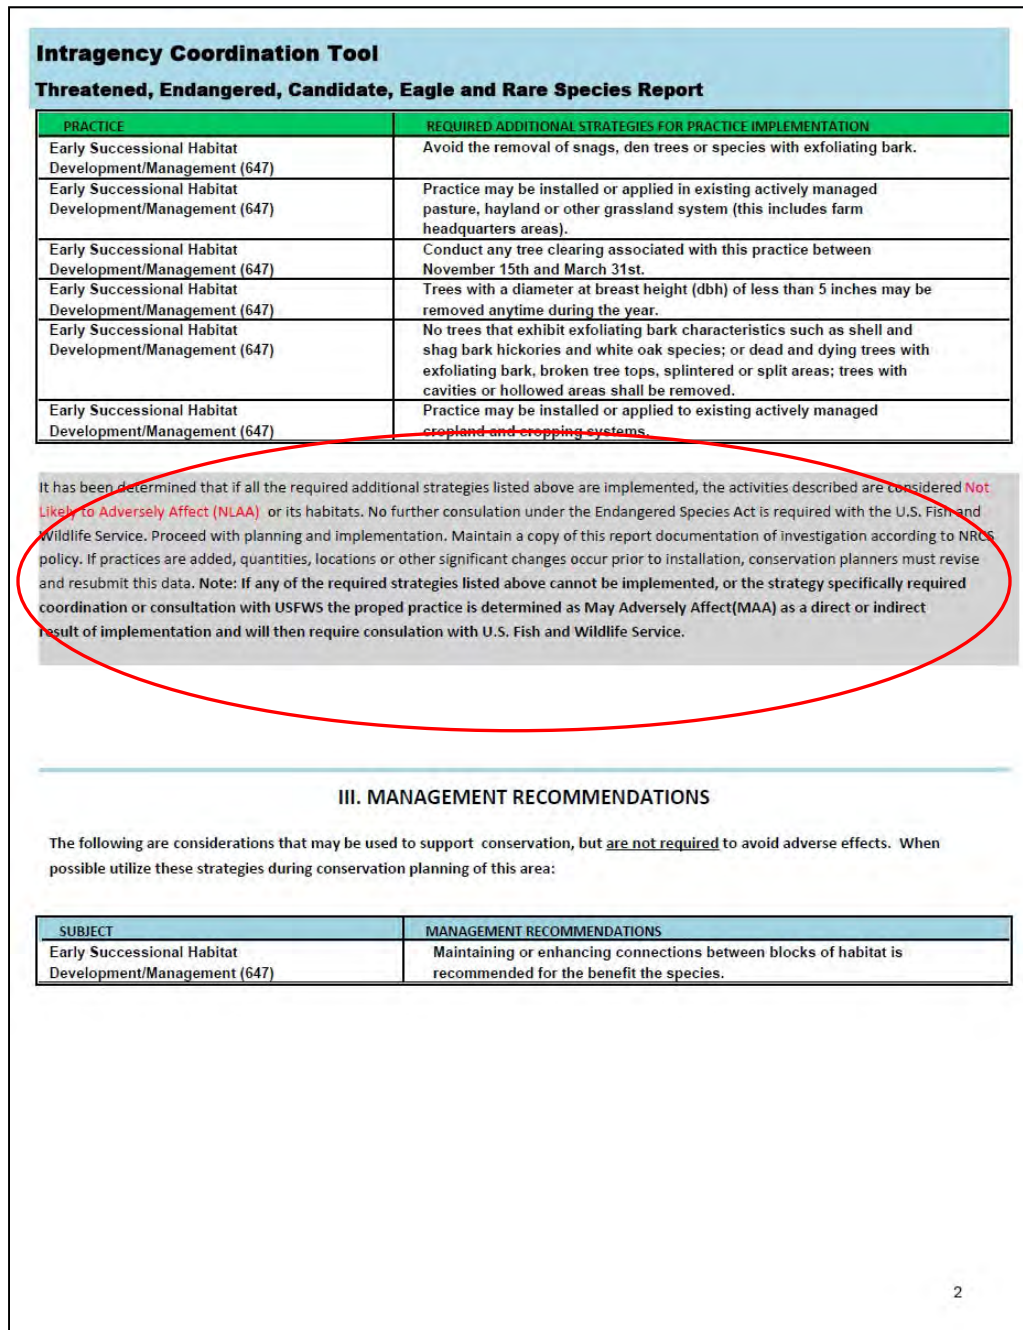 Intragency Coordination Tool
Threatened, Endangered, Candidate, Eagle and Rare Species Report
PRACTICE REQUIRED ADDITIONAL STRATEGIES FOR PRACTICE IMPLEMENTATION
Early Successional Habitat Avoid the removal of snags, den trees or species with exfoliating bark.
Development/Management (647)
Early Successional Habitat Practice may be installed or applied in existing actively managed
Development/Management (647) pasture, hayland or other grassland system (this includes farm
headquarters areas).
Early Successional Habitat Conduct any tree clearing associated with this practice between
Development/Management (647) November 15th and March 31st.
Early Successional Habitat Trees with a diameter at breast height (dbh) of less than 5 inches may be
Development/Management (647) removed anytime during the year.
Early Successional Habitat No trees that exhibit exfoliating bark characteristics such as shell and
Development/Management (647) shag bark hickories and white oak species; or dead and dying trees with
exfoliating bark, broken tree tops, splintered or split areas; trees with
cavities or hollowed areas shall be removed.
Early Successional Habitat Practice may be installed or applied to existing actively managed
Development/Management (647) cropland and cropping systems.
It has been determined that if all the required additional strategies listed above are implemented, the activities described are considered Not
Likely to Adversely Affect (NLAA) or its habitats. No further consulation under the Endangered Species Act is required with the U.S. Fish and
Wildlife Service. Proceed with planning and implementation. Maintain a copy of this report documentation of investigation according to NRCS
policy. If practices are added, quantities, locations or other significant changes occur prior to installation, conservation planners must revise
and resubmit this data. Note: If any of the required strategies listed above cannot be implemented, or the strategy specifically required
coordination or consultation with USFWS the proped practice is determined as May Adversely Affect(MAA) as a direct or indirect
result of implementation and will then require consulation with U.S. Fish and Wildlife Service.
III. MANAGEMENT RECOMMENDATIONS
The following are considerations that may be used to support conservation, but are not required to avoid adverse effects. When
possible utilize these strategies during conservation planning of this area:
SUBJECT MANAGEMENT RECOMMENDATIONS
Early Successional Habitat Maintaining or enhancing connections between blocks of habitat is
Development/Management (647) recommended for the benefit the species.
2